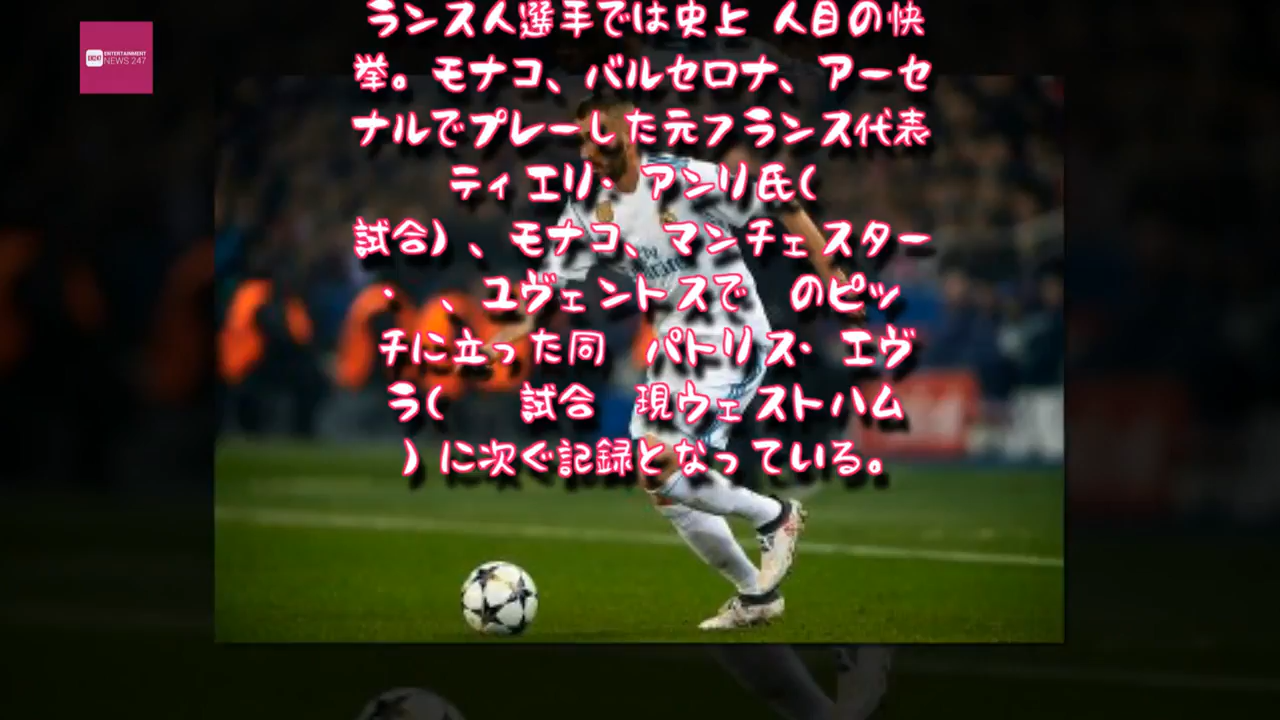 ENTERTAINMENT
NEWS 247
ランス人選手では史上 人目の快
挙。モナコ、バルセロナ、アーセ
ナルでプレーした元フランス代表
ティエリ・アンリ氏(
試合)、モナコ、マンチェスター
・ 、ユヴェントスで のピッ
チに立った同 パトリス・エヴ
ラ( 試合 現ウェストハム
)に次ぐ記録となっている。